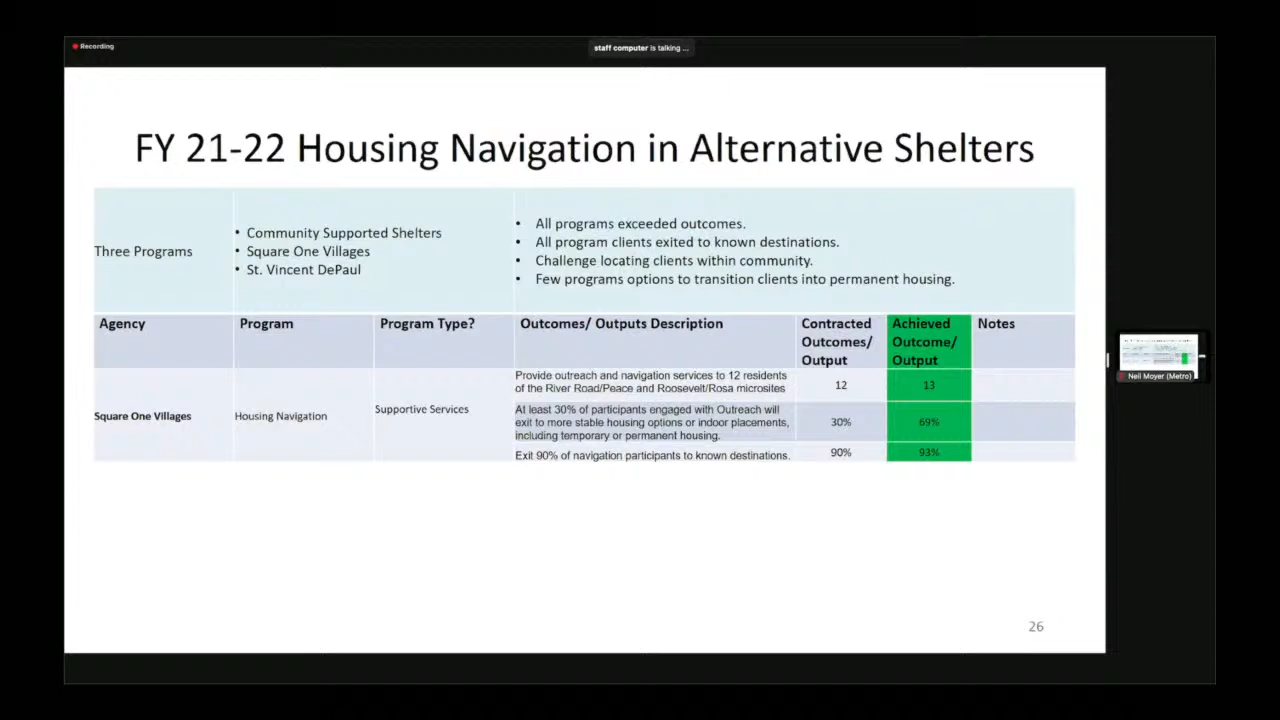 Recording
staff computer is talking ...
FY 21-22 Housing Navigation in Alternative Shelters
Three Programs
• Community Supported Shelters
• Square One Villages
• St. Vincent DePaul
• All programs exceeded outcomes.
• All program clients exited to known destinations.
• Challenge locating clients within community.
• Few programs options to transition clients into permanent housing.
Agency
Program
Program Type?
Outcomes/ Outputs Description
Contracted
Outcomes/
Output
Achieved
Outcome/
Output
Notes
Square One Villages
Housing Navigation
Supportive Services
Provide outreach and navigation services to 12 residents
of the River Road/Peace and Roosevelt/Rosa microsites
12
13
At least 30% of participants engaged with Outreach will
exit to more stable housing options or indoor placements,
including temporary or permanent housing.
30%
69%
Exit 90% of navigation participants to known destinations.
90%
93%
Neil Moyer (Metro)
26